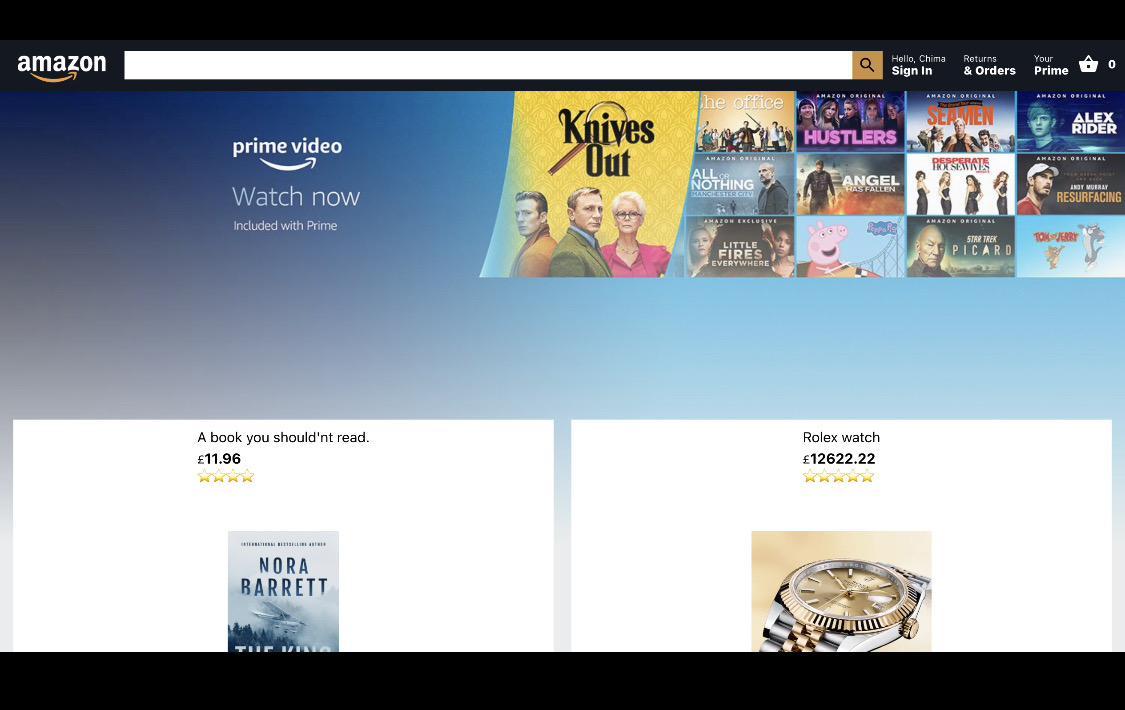 amazon
Hello, Chima
Sign In
Returns
& Orders
Your
Prime
0
prime video
Watch now
Included with Prime
Knives
Out
the office
AMAZON ORIGINAL
HUSTLERS
AMAZON ORIGINAL
SEAMEN
AMAZON ORIGINAL
ALEX
RIDER
AMAZON ORIGINAL
ALL OR
NOTHING
MANCHESTER CITY
ANGEL
HAS FALLEN
DESPERATE
HOUSEWIVES
AMAZON ORIGINAL
ANDY MURRAY
RESURFACING
AMAZON EXCLUSIVE
LITTLE
FIRES
EVERYWHERE
Peppa Pig
AMAZON ORIGINAL
STAR TREK
PICARD
TOM and JERRY
A book you should'nt read.
£11.96
Rolex watch
£12622.22
INTERNATIONAL BESTSELLING AUTHOR
NORA
BARRETT
THE KING